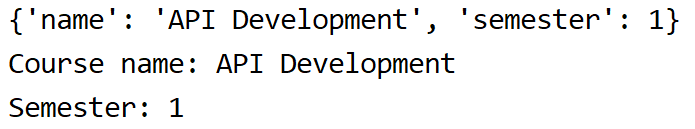 {'name': 'API Development', 'semester': 1}
Course name: API Development
Semester: 1